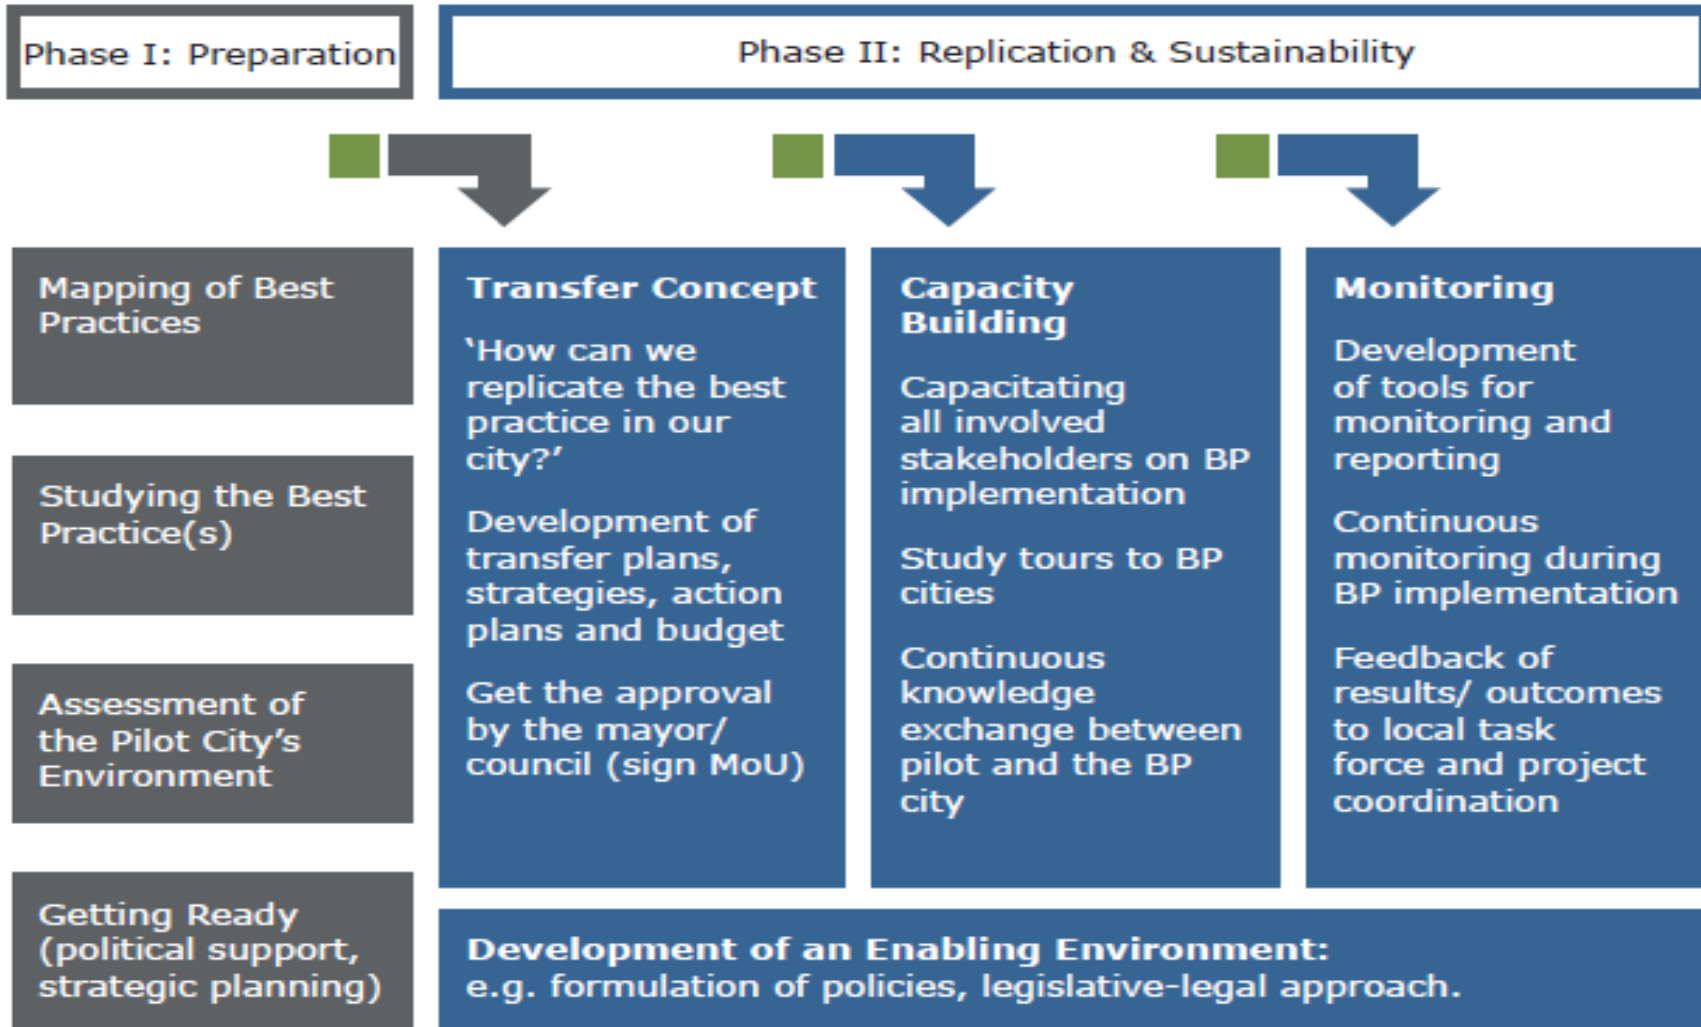 Phase I: Preparation
Phase II: Replication & Sustainability
Mapping of Best
Practices
Studying the Best
Practice(s)
Assessment of
the Pilot City's
Environment
Getting Ready
(political support,
strategic planning)
Transfer Concept
‘How can we
replicate the best
practice in our
city?’
Development of
transfer plans,
strategies, action
plans and budget
Get the approval
by the mayor/
council (sign MoU)
Capacity
Building
Capacitating
all involved
stakeholders on BP
implementation
Study tours to BP
cities
Continuous
knowledge
exchange between
pilot and the BP
city
Monitoring
Development
of tools for
monitoring and
reporting
Continuous
monitoring during
BP implementation
Feedback of
results/ outcomes
to local task
force and project
coordination
Development of an Enabling Environment:
e.g. formulation of policies, legislative-legal approach.